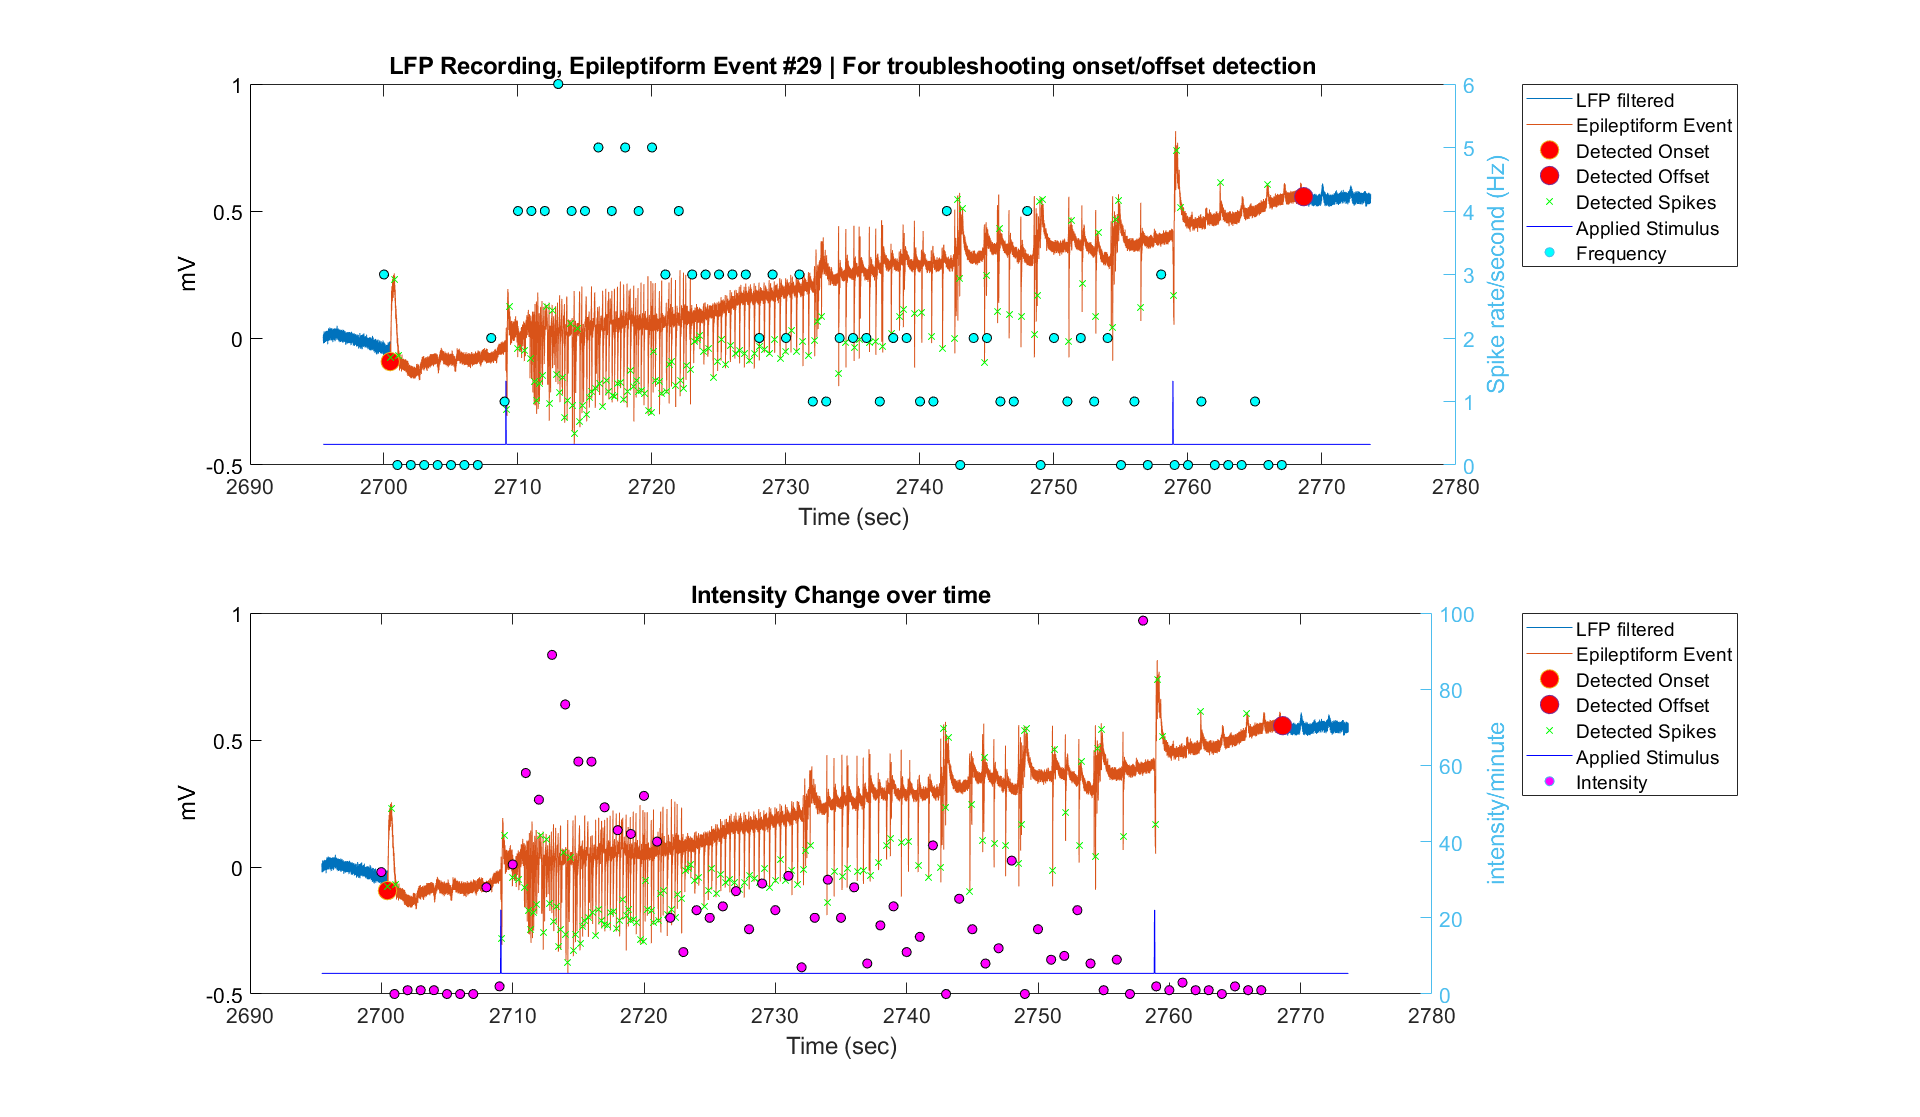 LFP Recording, Epileptiform Event #29 | For troubleshooting onset/offset detection
1
0.5
0
-0.5
mV
2690 2700 2710 2720 2730 2740 2750 2760 2770 2780
Time (sec)
6
5
4
3
2
1
0
Spike rate/second (Hz)
LFP filtered
Epileptiform Event
Detected Onset
Detected Offset
Detected Spikes
Applied Stimulus
Frequency
Intensity Change over time
1
0.5
0
-0.5
mV
2690 2700 2710 2720 2730 2740 2750 2760 2770 2780
Time (sec)
100
80
60
40
20
0
intensity/minute
LFP filtered
Epileptiform Event
Detected Onset
Detected Offset
Detected Spikes
Applied Stimulus
Intensity